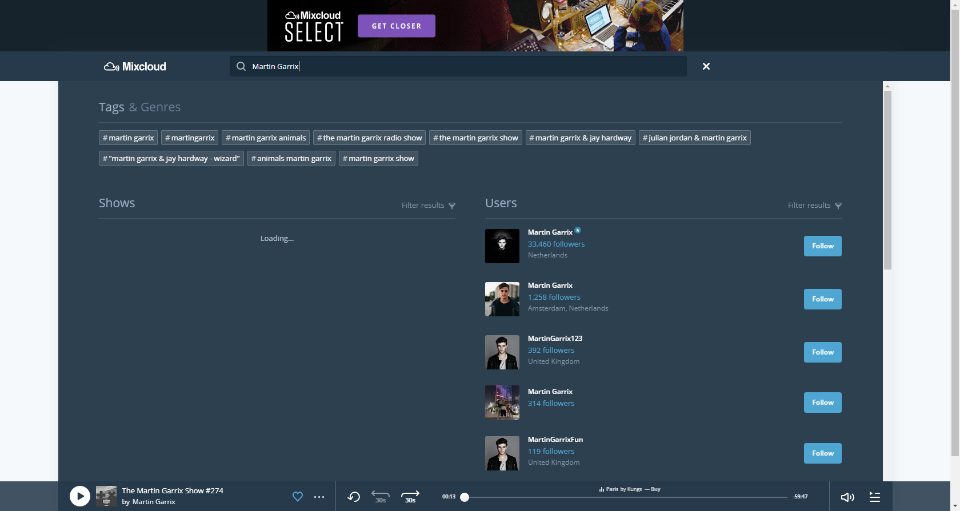 Mixcloud
SELECT
GET CLOSER
Mixcloud
Martin Garrix
Tags & Genres
#martin garrix #martingarrix #martin garrix animals #the martin garrix radio show #the martin garrix show #martin garrix & jay hardway #julian jordan & martin garrix
#"martin garrix & jay hardway - wizard" #animals martin garrix #martin garrix show
Shows
Filter results
Loading...
Users
Filter results
Martin Garrix
33,460 followers
Netherlands
Follow
Martin Garrix
1,258 followers
Amsterdam, Netherlands
Follow
MartinGarrix123
392 followers
United Kingdom
Follow
Martin Garrix
314 followers
Follow
MartinGarrixFun
119 followers
United Kingdom
Follow
The Martin Garrix Show #274
by Martin Garrix
30s
30s
00:13
Paris by Kungs — Buy
-59:47